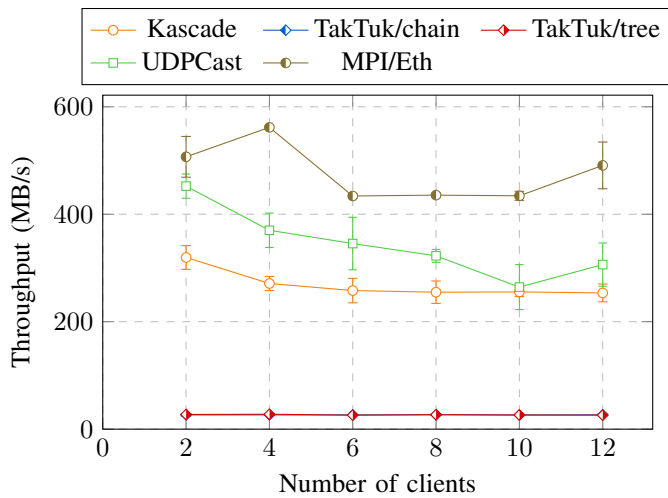 Kascade TakTuk/chain TakTuk/tree
UDPCast MPI/Eth
600
400
200
0
0 2 4 6 8 10 12
Throughput (MB/s)
Number of clients